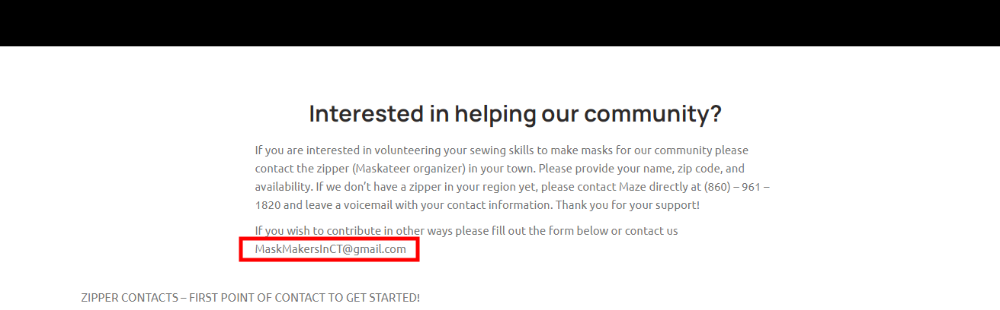 Interested in helping our community?
If you are interested in volunteering your sewing skills to make masks for our community please
contact the zipper (Maskateer organizer) in your town. Please provide your name, zip code, and
availability. If we don’t have a zipper in your region yet, please contact Maze directly at (860) – 961 –
1820 and leave a voicemail with your contact information. Thank you for your support!
If you wish to contribute in other ways please fill out the form below or contact us
MaskMakersInCT@gmail.com
ZIPPER CONTACTS – FIRST POINT OF CONTACT TO GET STARTED!